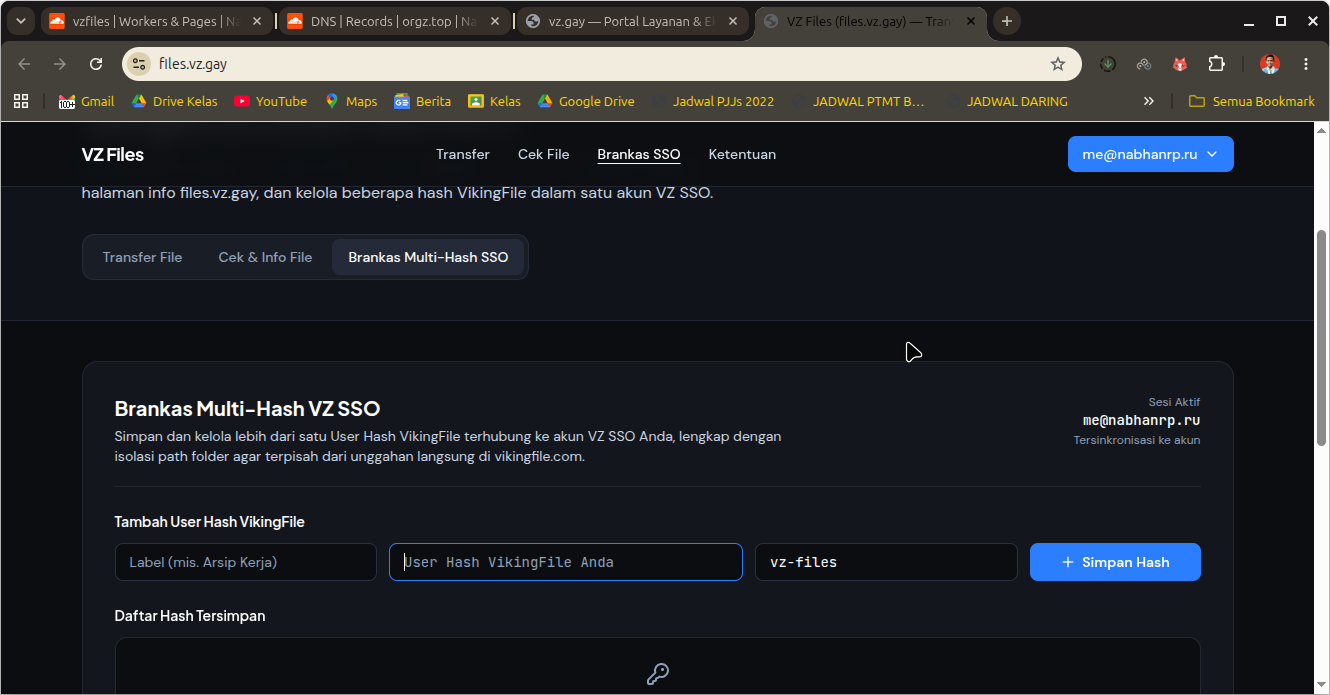 vzfiles | Workers & Pages | Na
DNS | Records | orgz.top | Na
vz.gay — Portal Layanan & Ek
VZ Files (files.vz.gay) — Tran
files.vz.gay
100+
Gmail
Drive Kelas
YouTube
Maps
Berita
Kelas
Google Drive
Jadwal PJJs 2022
JADWAL PTMT B...
JADWAL DARING
Semua Bookmark
VZ Files
Transfer
Cek File
Brankas SSO
Ketentuan
me@nabhanrp.ru
halaman info files.vz.gay, dan kelola beberapa hash VikingFile dalam satu akun VZ SSO.
Transfer File
Cek & Info File
Brankas Multi-Hash SSO
Brankas Multi-Hash VZ SSO
Simpan dan kelola lebih dari satu User Hash VikingFile terhubung ke akun VZ SSO Anda, lengkap dengan
isolasi path folder agar terpisah dari unggahan langsung di vikingfile.com.
Sesi Aktif
me@nabhanrp.ru
Tersinkronisasi ke akun
Tambah User Hash VikingFile
Label (mis. Arsip Kerja)
User Hash VikingFile Anda
vz-files
+ Simpan Hash
Daftar Hash Tersimpan